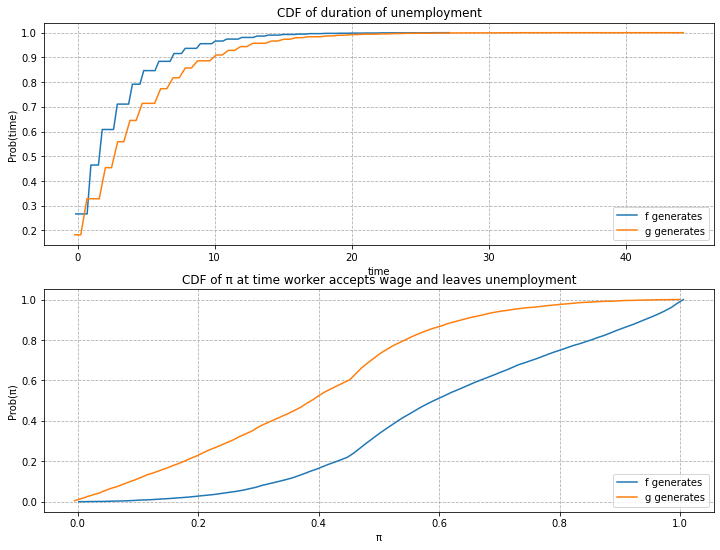 CDF of duration of unemployment
1.0
0.9
0.8
0.7
0.6
0.5
0.4
0.3
0.2
Prob(time)
f generates
g generates
0 10 20 30 40
time
CDF of π at time worker accepts wage and leaves unemployment
1.0
0.8
0.6
0.4
0.2
0.0
Prob(π)
f generates
g generates
0.0 0.2 0.4 0.6 0.8 1.0
π